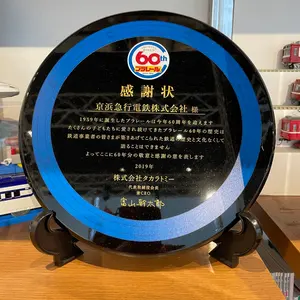 60th
プラレール
感謝状
京浜急行電鉄株式会社 様
1959年に誕生したプラレールは今年60周年を迎えます
たくさんの子どもたちに愛され続けてきたプラレール60年の歴史は
鉄道事業者の皆さまが築きあげてこられた鉄道の歴史と文化なくして
語ることはできません
よってここに60年分の敬意と感謝の意を表します
2019年
株式会社タカラトミー
代表取締役会長
兼CEO
富山幹太郎